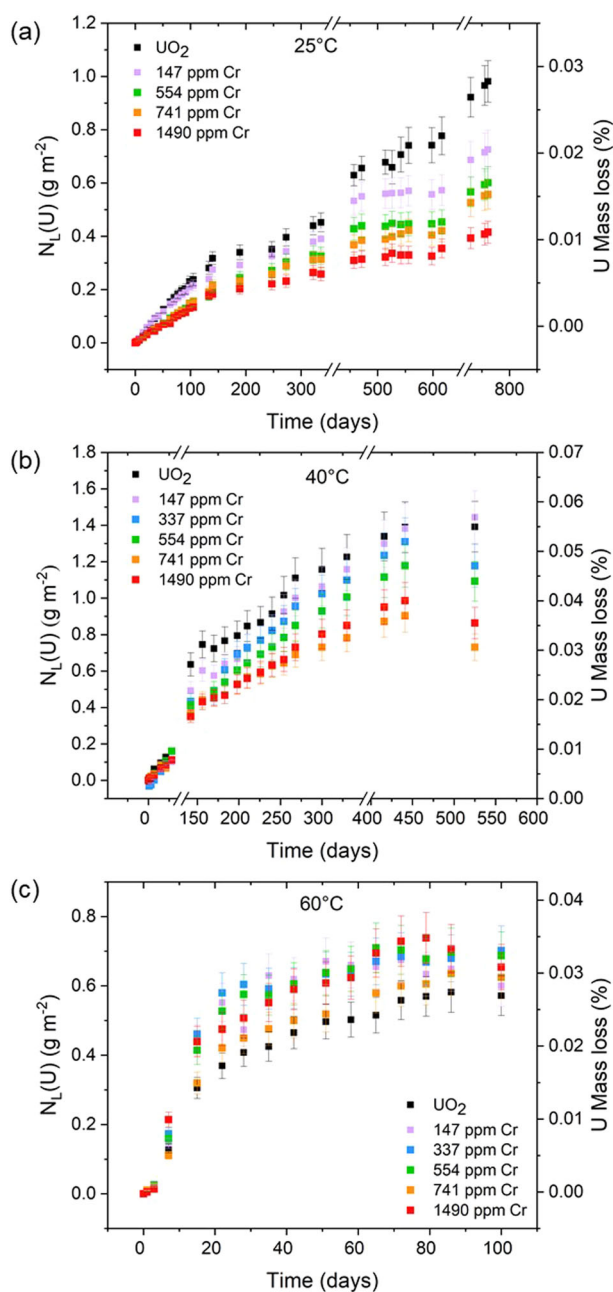 (a)
25°C
UO2
147 ppm Cr
554 ppm Cr
741 ppm Cr
1490 ppm Cr
1.2
1.0
0.8
0.6
0.4
0.2
0.0
NL(U) (g m-2)
0.03
0.02
0.01
0.00
U Mass loss (%)
0 100 200 300 500 600 800
Time (days)
(b)
40°C
UO2
147 ppm Cr
337 ppm Cr
554 ppm Cr
741 ppm Cr
1490 ppm Cr
1.8
1.6
1.4
1.2
1.0
0.8
0.6
0.4
0.2
0.0
NL(U) (g m-2)
0.07
0.06
0.05
0.04
0.03
0.02
0.01
0.00
U Mass loss (%)
0 150 200 250 300 350 400 450 500 550 600
Time (days)
(c)
60°C
0.8
0.6
0.4
0.2
0.0
NL(U) (g m-2)
0.04
0.03
0.02
0.01
0.00
U Mass loss (%)
UO2
147 ppm Cr
337 ppm Cr
554 ppm Cr
741 ppm Cr
1490 ppm Cr
0 20 40 60 80 100
Time (days)